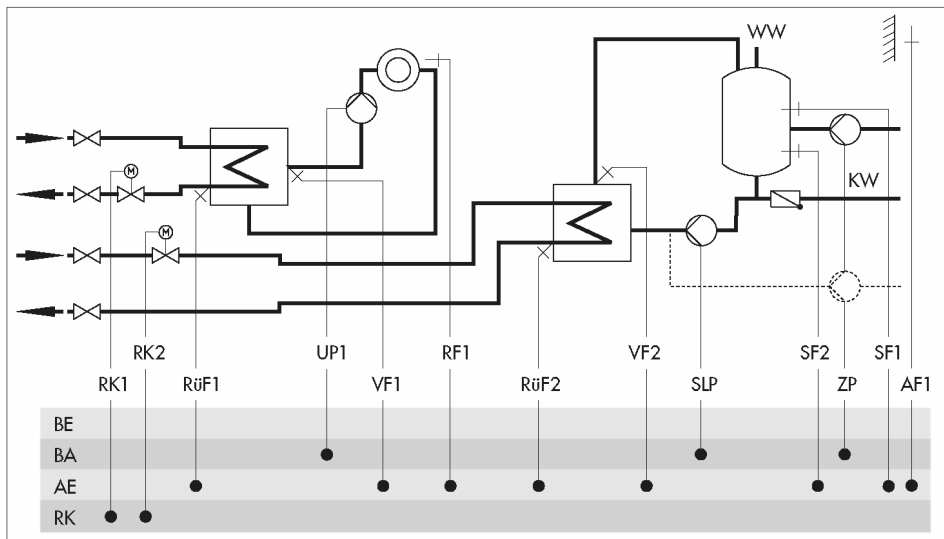 WW
M
KW
M
RK2 UP1 RF1 VF2 SF2 SF1
RK1 RüF1 VF1 RüF2 SLP ZP AF1
BE
BA
AE
RK